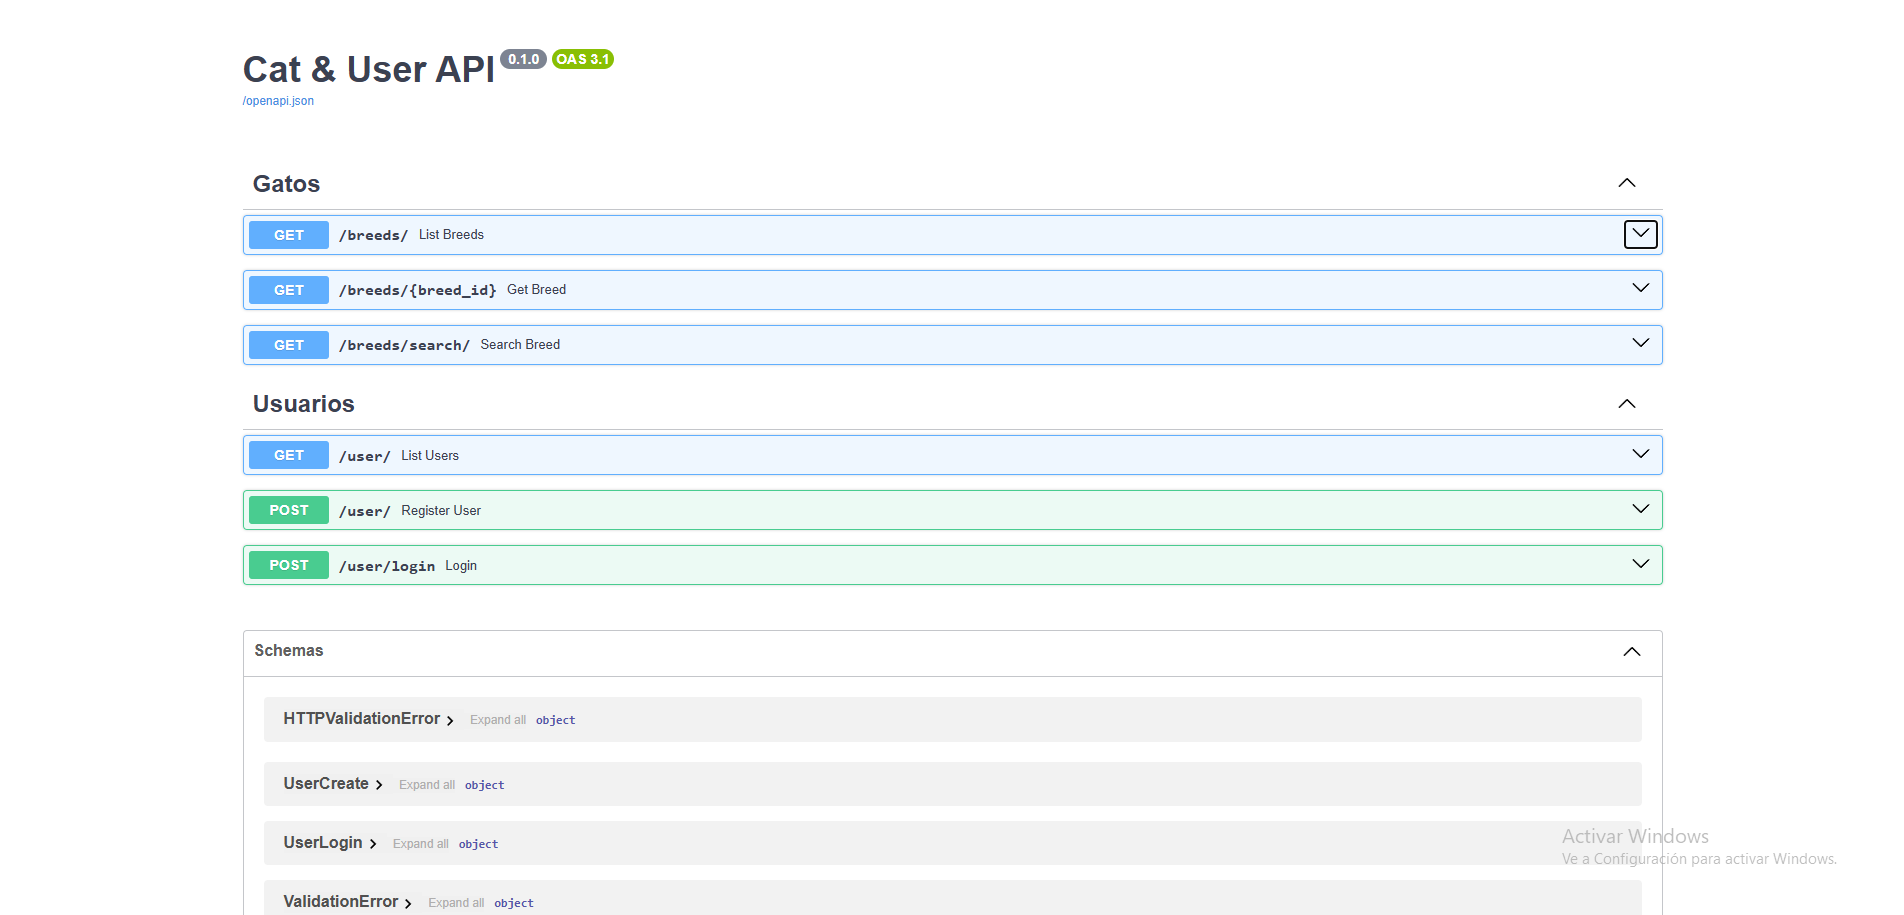 Cat & User API 0.1.0 OAS 3.1
/openapi.json
Gatos
GET /breeds/ List Breeds
GET /breeds/{breed_id} Get Breed
GET /breeds/search/ Search Breed
Usuarios
GET /user/ List Users
POST /user/ Register User
POST /user/login Login
Schemas
HTTPValidationError Expand all object
UserCreate Expand all object
UserLogin Expand all object
Activar Windows
Ve a Configuración para activar Windows.
ValidationError Expand all object